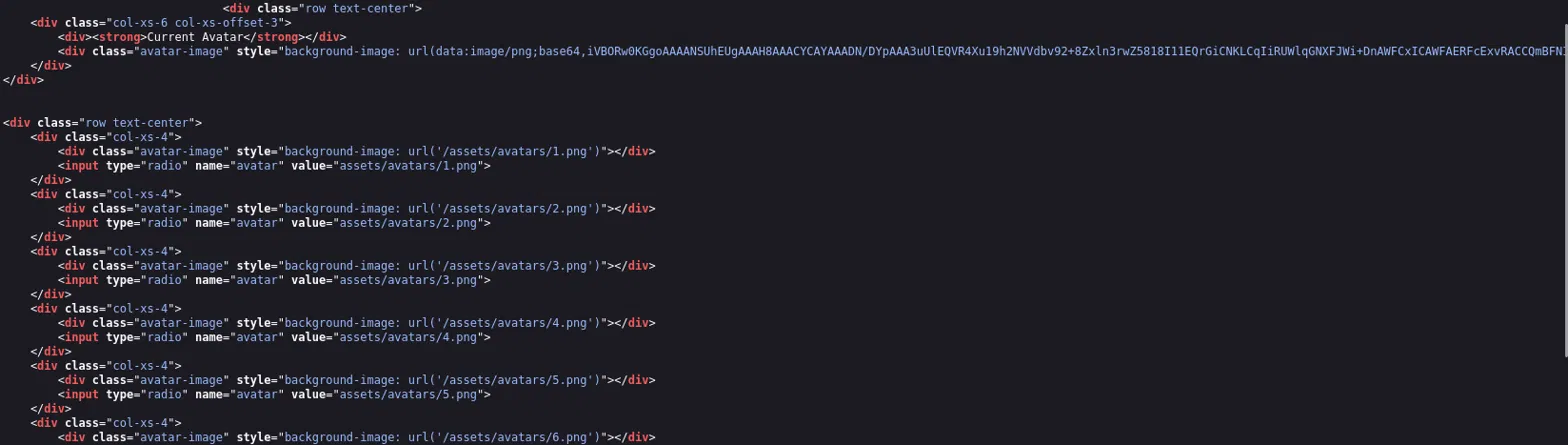 <div class="row text-center">
<div class="col-xs-6 col-xs-offset-3">
<div><strong>Current Avatar</strong></div>
<div class="avatar-image" style="background-image: url(data:image/png;base64,iVBORw0KGgoAAAANSUhEUgAAAH8AAACYCAYAAADN/DYpAAA3uUlEQVR4Xu19h2NVVdbv92+8Zxln3rwZ5818I11EQrGiCNKLCqIiRUWlqGNXFJWi+DnAWFCxICAWFAERFcExvRACCQmBFN
</div>
</div>
<div class="row text-center">
<div class="col-xs-4">
<div class="avatar-image" style="background-image: url('/assets/avatars/1.png')"></div>
<input type="radio" name="avatar" value="assets/avatars/1.png">
</div>
<div class="col-xs-4">
<div class="avatar-image" style="background-image: url('/assets/avatars/2.png')"></div>
<input type="radio" name="avatar" value="assets/avatars/2.png">
</div>
<div class="col-xs-4">
<div class="avatar-image" style="background-image: url('/assets/avatars/3.png')"></div>
<input type="radio" name="avatar" value="assets/avatars/3.png">
</div>
<div class="col-xs-4">
<div class="avatar-image" style="background-image: url('/assets/avatars/4.png')"></div>
<input type="radio" name="avatar" value="assets/avatars/4.png">
</div>
<div class="col-xs-4">
<div class="avatar-image" style="background-image: url('/assets/avatars/5.png')"></div>
<input type="radio" name="avatar" value="assets/avatars/5.png">
</div>
<div class="col-xs-4">
<div class="avatar-image" style="background-image: url('/assets/avatars/6.png')"></div>